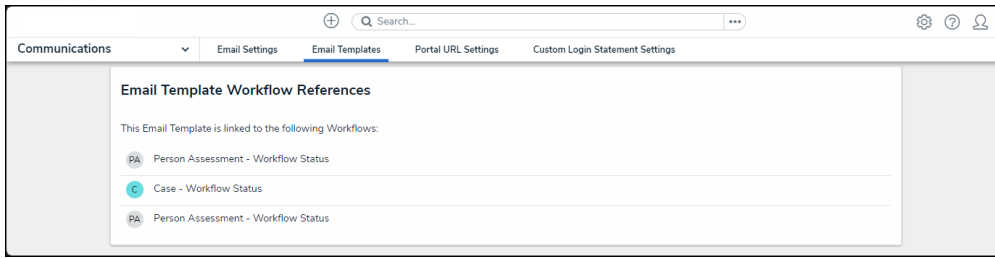 Search...
Communications Email Settings Email Templates Portal URL Settings Custom Login Statement Settings
Email Template Workflow References
This Email Template is linked to the following Workflows:
PA Person Assessment - Workflow Status
C Case - Workflow Status
PA Person Assessment - Workflow Status